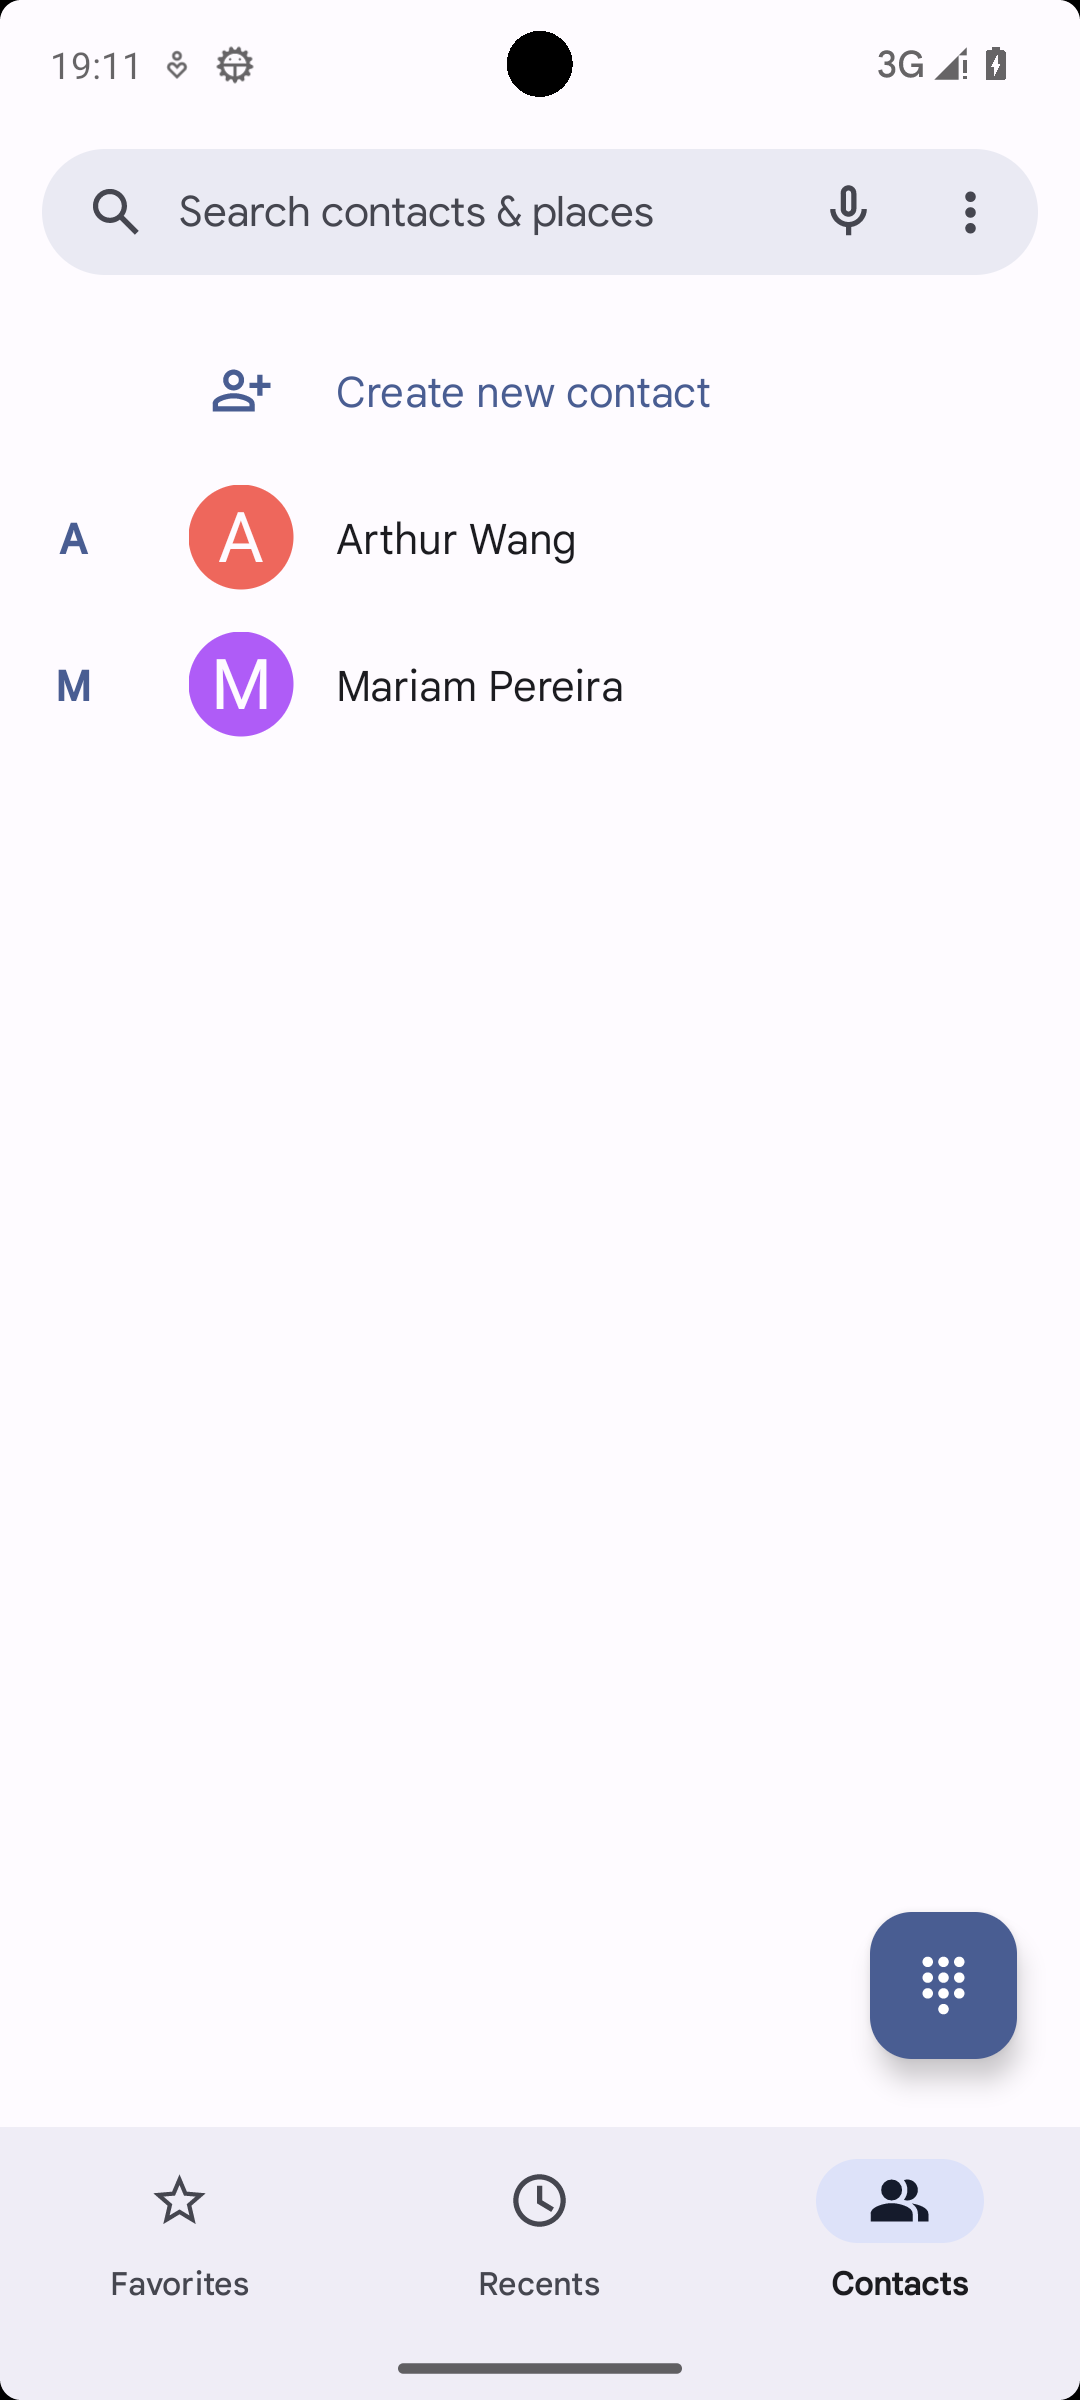 19:11
3G
Search contacts & places
Create new contact
A
A
Arthur Wang
M
M
Mariam Pereira
Favorites
Recents
Contacts